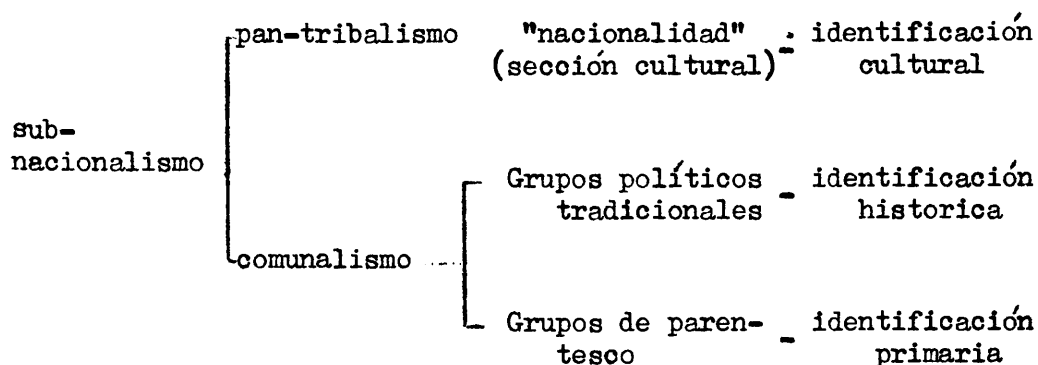 pan-tribalismo "nacionalidad" - identificación
(sección cultural) cultural
sub-
nacionalismo
Grupos políticos - identificación
tradicionales historica
comunalismo
Grupos de paren- - identificación
tesco primaria